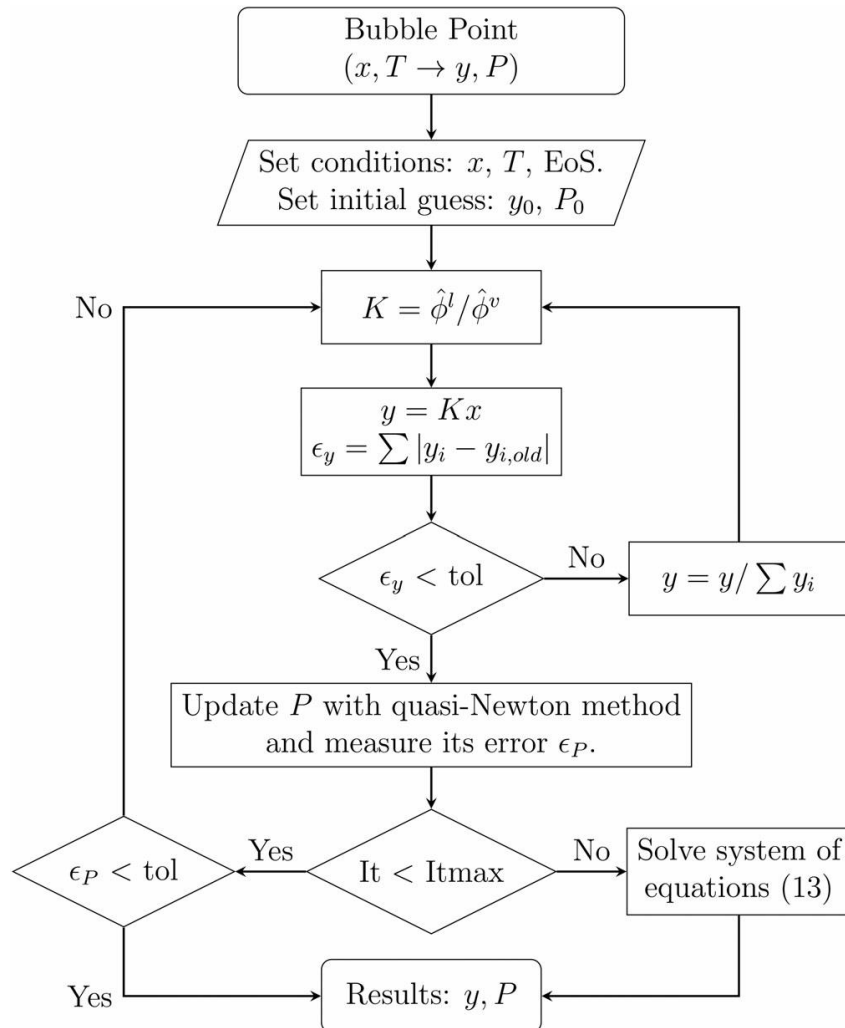 Bubble Point
(x, T → y, P)
Set conditions: x, T, EoS.
Set initial guess: y₀, P₀
No
K = ϕ̂ˡ/ϕ̂ᵛ
y = Kx
ϵ_y = ∑ |y_i − y_{i,old}|
ϵ_y < tol
No
y = y/ ∑ y_i
Yes
Update P with quasi-Newton method
and measure its error ϵ_P.
ϵ_P < tol
Yes
It < Itmax
No
Solve system of
equations (13)
Yes
Results: y, P